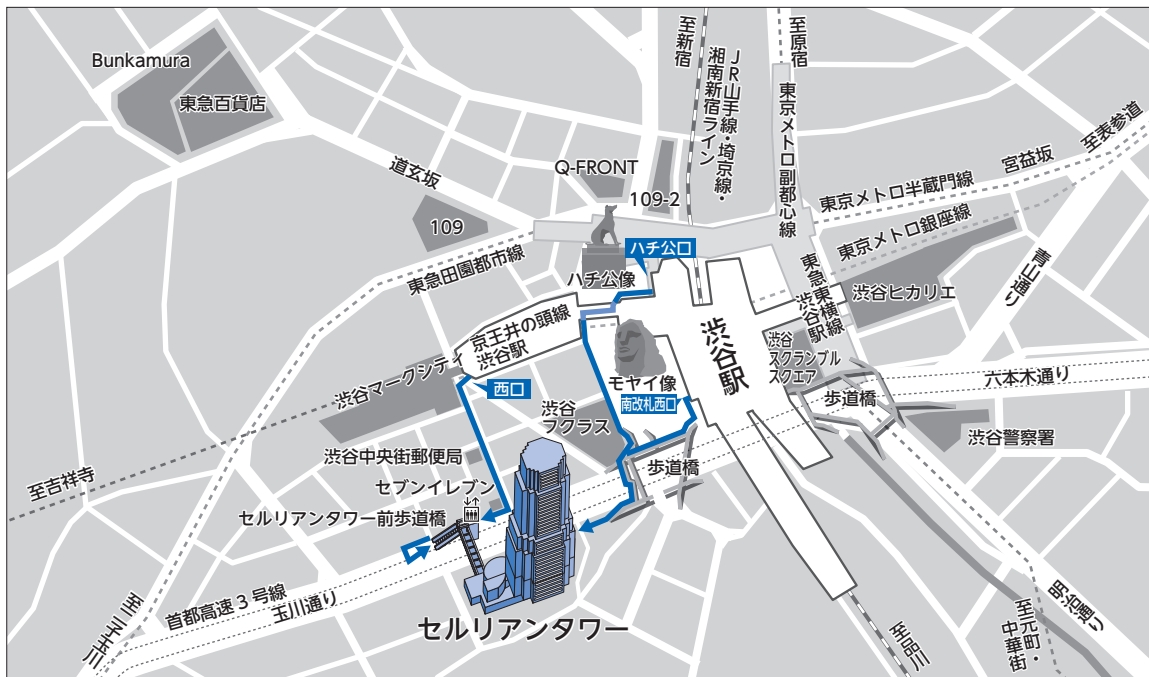 Bunkamura
東急百貨店
道玄坂
109
Q-FRONT
109-2
至新宿
JR山手線・埼京線・
湘南新宿ライン
至原宿
東京メトロ副都心線
至表参道
宮益坂
東京メトロ半蔵門線
東京メトロ銀座線
青山通り
東急田園都市線
ハチ公口
ハチ公像
東急東横線
渋谷駅
渋谷ヒカリエ
京王井の頭線
渋谷駅
渋谷マークシティ
西口
モヤイ像
南改札西口
渋谷駅
渋谷
スクランブル
スクエア
六本木通り
歩道橋
渋谷警察署
渋谷
フクラス
歩道橋
渋谷中央街郵便局
セブンイレブン
セルリアンタワー前歩道橋
至吉祥寺
首都高速3号線
玉川通り
至二子玉川
セルリアンタワー
至品川
明治通り
至元町・
中華街